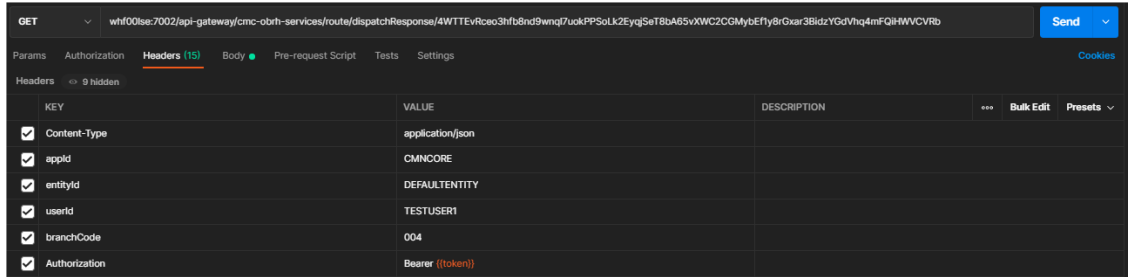 GET whf00lse:7002/api-gateway/cmc-obrh-services/route/dispatchResponse/4WTTEvRceo3hfb8nd9wnql7uokPPSoLk2EyqjSeT8bA65vXWC2CGMybEf1y8rGxar3BidzYGdVhq4mFQiHWVCVRb Send
Params Authorization Headers (15) Body Pre-request Script Tests Settings Cookies
Headers 9 hidden
KEY VALUE DESCRIPTION ooo Bulk Edit Presets
Content-Type application/json
appId CMNCORE
entityId DEFAULTENTITY
userId TESTUSER1
branchCode 004
Authorization Bearer {{token}}